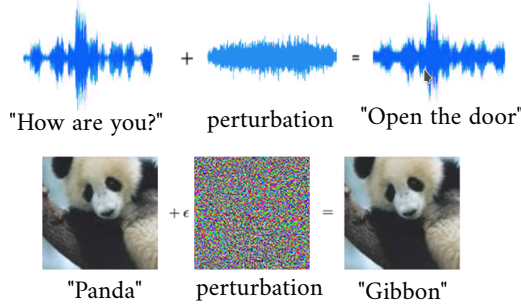 + =
"How are you?" perturbation "Open the door"
+ ϵ =
"Panda" perturbation "Gibbon"